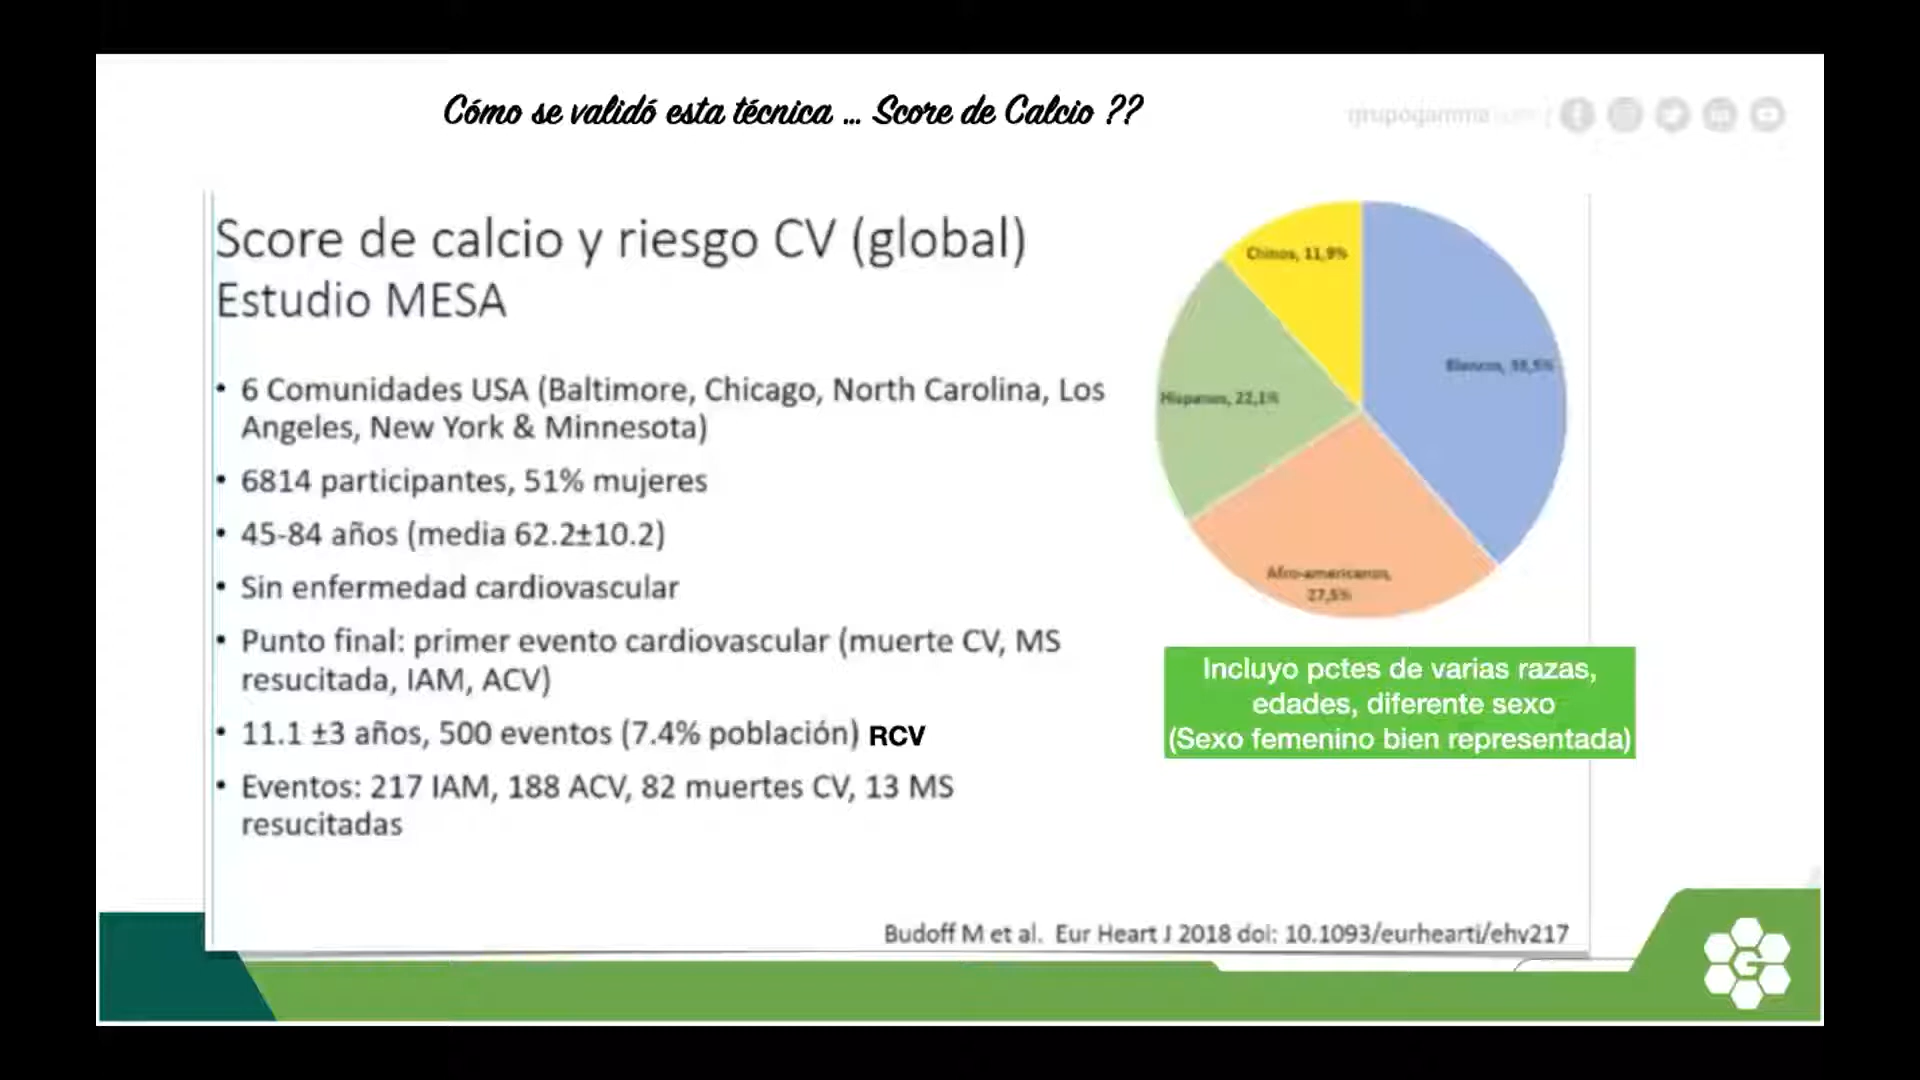 Cómo se validó esta técnica ... Score de Calcio ??
grupogamma.com
Score de calcio y riesgo CV (global)
Estudio MESA
• 6 Comunidades USA (Baltimore, Chicago, North Carolina, Los
Angeles, New York & Minnesota)
• 6814 participantes, 51% mujeres
• 45-84 años (media 62.2±10.2)
• Sin enfermedad cardiovascular
• Punto final: primer evento cardiovascular (muerte CV, MS
resucitada, IAM, ACV)
• 11.1 ±3 años, 500 eventos (7.4% población) RCV
• Eventos: 217 IAM, 188 ACV, 82 muertes CV, 13 MS
resucitadas
Chinos, 11,9%
Blancos,
Hispanos, 22,1%
Afro-americanos,
27,5%
Incluyo pctes de varias razas,
edades, diferente sexo
(Sexo femenino bien representada)
Budoff M et al. Eur Heart J 2018 doi: 10.1093/eurhearti/ehv217